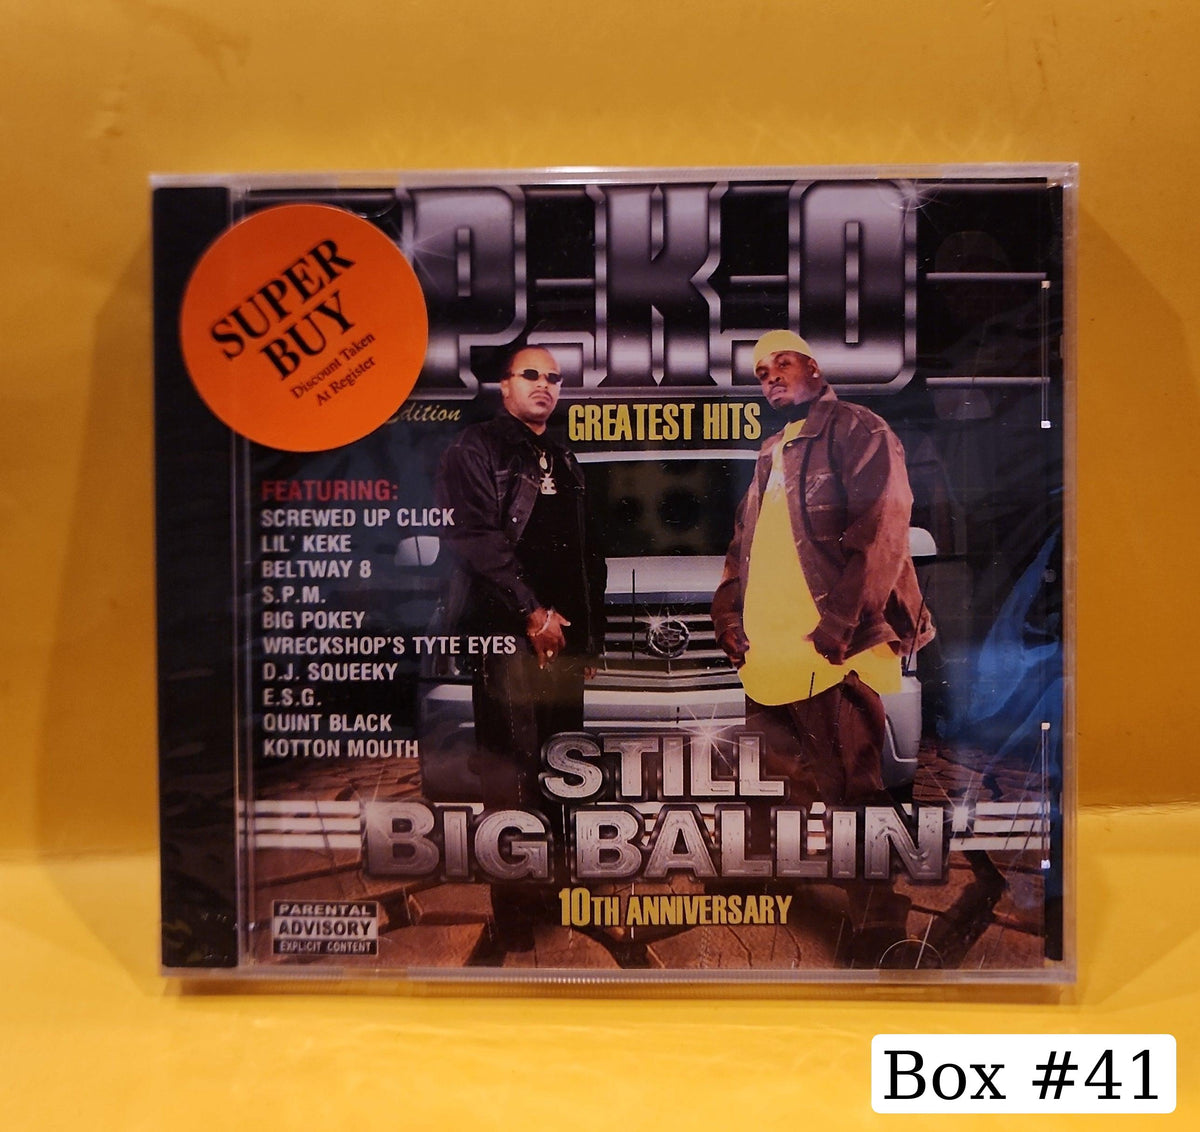 P.K.O
SUPER
BUY
Discount Taken
At Register
Edition
GREATEST HITS
FEATURING:
SCREWED UP CLICK
LIL' KEKE
BELTWAY 8
S.P.M.
BIG POKEY
WRECKSHOP'S TYTE EYES
D.J. SQUEEKY
E.S.G.
QUINT BLACK
KOTTON MOUTH
STILL
BIG BALLIN'
10TH ANNIVERSARY
PARENTAL
ADVISORY
EXPLICIT CONTENT
Box #41